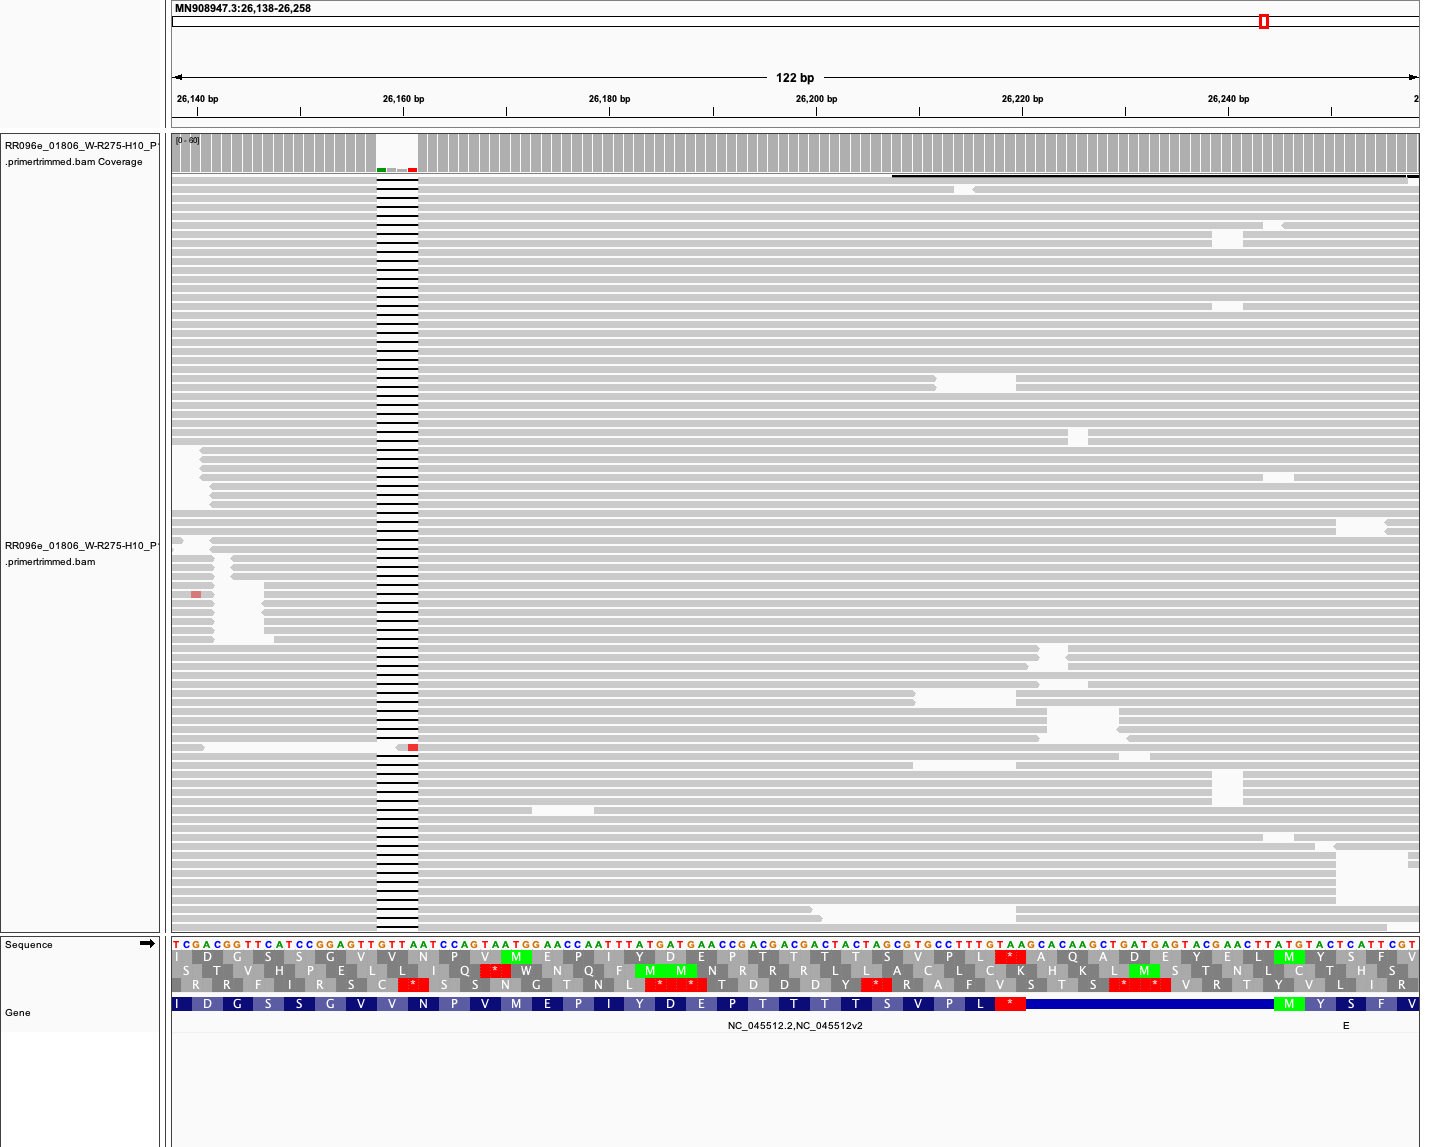 MN908947.3:26,138-26,258
122 bp
26,140 bp 26,160 bp 26,180 bp 26,200 bp 26,220 bp 26,240 bp 2
RR096e_01806_W-R275-H10_P
.primertrimmed.bam Coverage
[0 - 60]
RR096e_01806_W-R275-H10_P
.primertrimmed.bam
Sequence
TCGACGGTTCATCCGGAGTTGTTAATCCAGTAATGGAACCAATTTATGATGAACCGACGACGACTACTAGCGTGCCTTTGTAAGCACAAGCTGATGAGTACGAACTTATGTACTCATTCGT
I D G S S G V V N P V M E P I Y D E P T T T T S V P L * A Q A D E Y E L M Y S F V
S T V H P E L L I Q * W N Q F M M N R R R L L A C L C K H K L M S T N L C T H S
R R F I R S C * S S N G T N L * * T D D D Y * R A F V S T S * * V R T Y V L I R
Gene
I D G S S G V V N P V M E P I Y D E P T T T T S V P L * M Y S F V
NC_045512.2,NC_045512v2
E